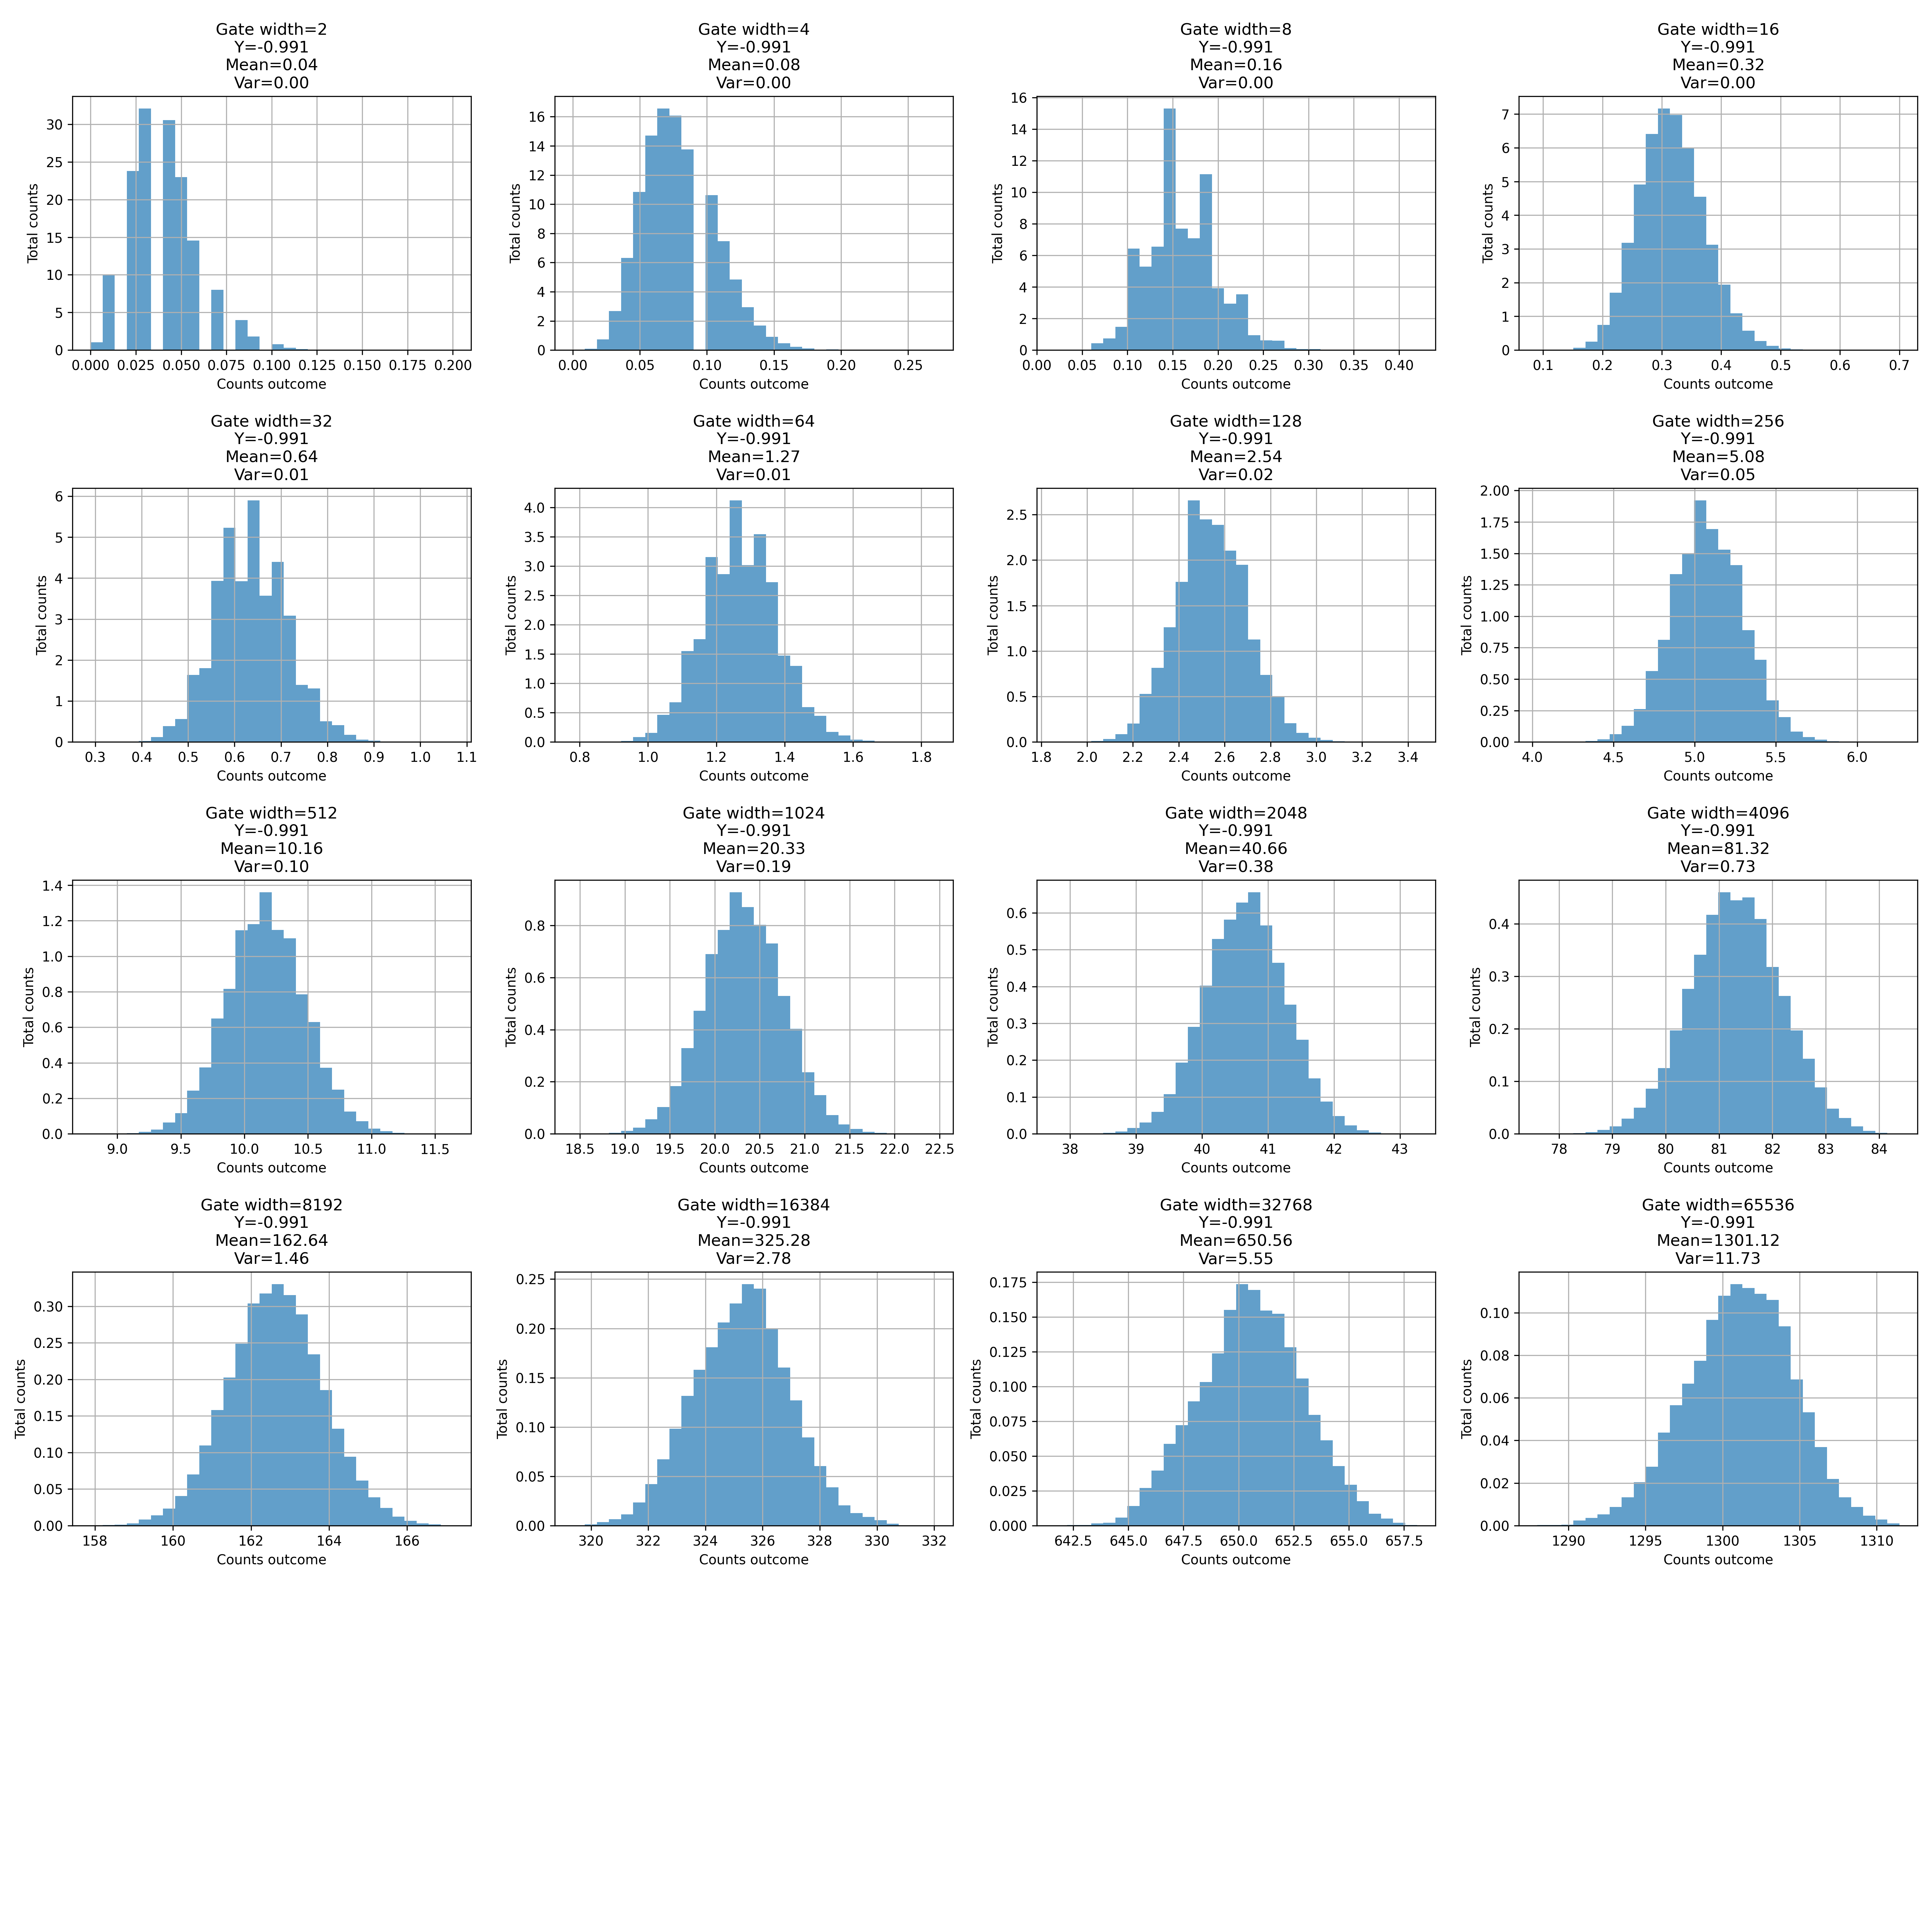 Gate width=2
Y=-0.991
Mean=0.04
Var=0.00
Total counts
30
25
20
15
10
5
0
0.000 0.025 0.050 0.075 0.100 0.125 0.150 0.175 0.200
Counts outcome
Gate width=4
Y=-0.991
Mean=0.08
Var=0.00
Total counts
16
14
12
10
8
6
4
2
0
0.00 0.05 0.10 0.15 0.20 0.25
Counts outcome
Gate width=8
Y=-0.991
Mean=0.16
Var=0.00
Total counts
16
14
12
10
8
6
4
2
0
0.00 0.05 0.10 0.15 0.20 0.25 0.30 0.35 0.40
Counts outcome
Gate width=16
Y=-0.991
Mean=0.32
Var=0.00
Total counts
7
6
5
4
3
2
1
0
0.1 0.2 0.3 0.4 0.5 0.6 0.7
Counts outcome
Gate width=32
Y=-0.991
Mean=0.64
Var=0.01
Total counts
6
5
4
3
2
1
0
0.3 0.4 0.5 0.6 0.7 0.8 0.9 1.0 1.1
Counts outcome
Gate width=64
Y=-0.991
Mean=1.27
Var=0.01
Total counts
4.0
3.5
3.0
2.5
2.0
1.5
1.0
0.5
0.0
0.8 1.0 1.2 1.4 1.6 1.8
Counts outcome
Gate width=128
Y=-0.991
Mean=2.54
Var=0.02
Total counts
2.5
2.0
1.5
1.0
0.5
0.0
1.8 2.0 2.2 2.4 2.6 2.8 3.0 3.2 3.4
Counts outcome
Gate width=256
Y=-0.991
Mean=5.08
Var=0.05
Total counts
2.00
1.75
1.50
1.25
1.00
0.75
0.50
0.25
0.00
4.0 4.5 5.0 5.5 6.0
Counts outcome
Gate width=512
Y=-0.991
Mean=10.16
Var=0.10
Total counts
1.4
1.2
1.0
0.8
0.6
0.4
0.2
0.0
9.0 9.5 10.0 10.5 11.0 11.5
Counts outcome
Gate width=1024
Y=-0.991
Mean=20.33
Var=0.19
Total counts
0.8
0.6
0.4
0.2
0.0
18.5 19.0 19.5 20.0 20.5 21.0 21.5 22.0 22.5
Counts outcome
Gate width=2048
Y=-0.991
Mean=40.66
Var=0.38
Total counts
0.6
0.5
0.4
0.3
0.2
0.1
0.0
38 39 40 41 42 43
Counts outcome
Gate width=4096
Y=-0.991
Mean=81.32
Var=0.73
Total counts
0.4
0.3
0.2
0.1
0.0
78 79 80 81 82 83 84
Counts outcome
Gate width=8192
Y=-0.991
Mean=162.64
Var=1.46
Total counts
0.30
0.25
0.20
0.15
0.10
0.05
0.00
158 160 162 164 166
Counts outcome
Gate width=16384
Y=-0.991
Mean=325.28
Var=2.78
Total counts
0.25
0.20
0.15
0.10
0.05
0.00
320 322 324 326 328 330 332
Counts outcome
Gate width=32768
Y=-0.991
Mean=650.56
Var=5.55
Total counts
0.175
0.150
0.125
0.100
0.075
0.050
0.025
0.000
642.5 645.0 647.5 650.0 652.5 655.0 657.5
Counts outcome
Gate width=65536
Y=-0.991
Mean=1301.12
Var=11.73
Total counts
0.10
0.08
0.06
0.04
0.02
0.00
1290 1295 1300 1305 1310
Counts outcome